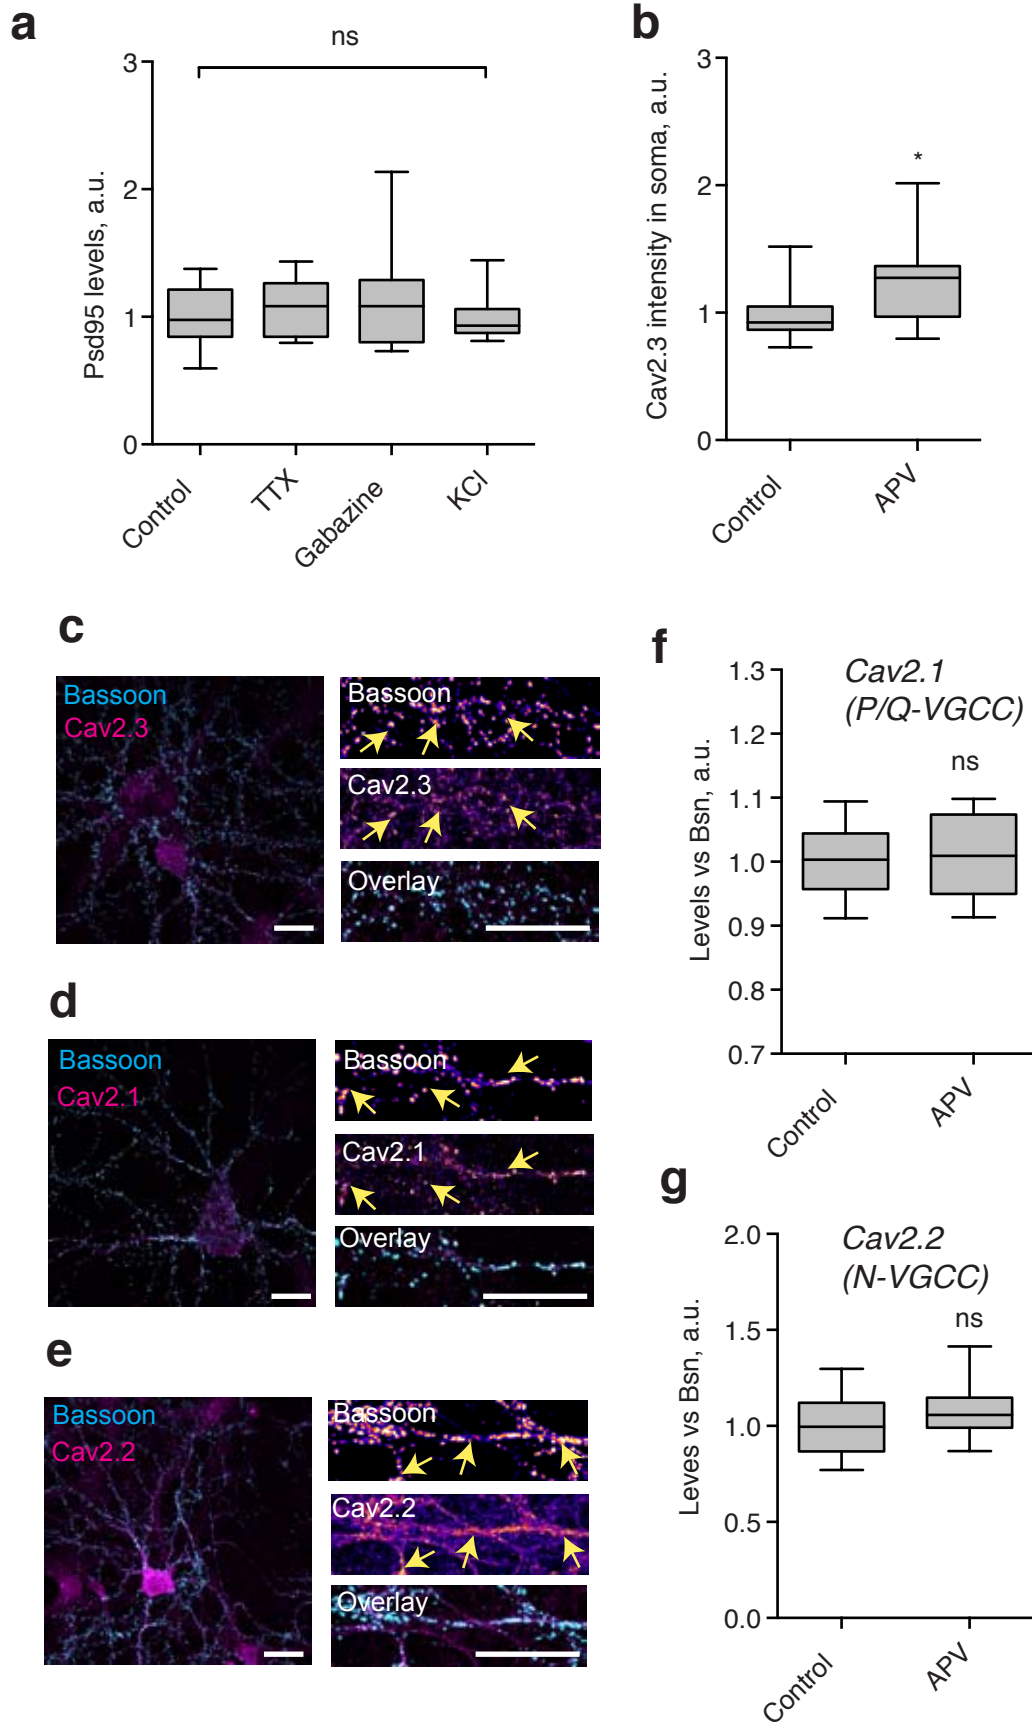 a
ns
Psd95 levels, a.u.
3
2
1
0
Control
TTX
Gabazine
KCl
b
Cav2.3 intensity in soma, a.u.
3
2
1
0
*
Control
APV
c
Bassoon
Cav2.3
Bassoon
Cav2.3
Overlay
d
Bassoon
Cav2.1
Bassoon
Cav2.1
Overlay
e
Bassoon
Cav2.2
Bassoon
Cav2.2
Overlay
f
Cav2.1
(P/Q-VGCC)
ns
Levels vs Bsn, a.u.
1.3
1.2
1.1
1.0
0.9
0.8
0.7
Control
APV
g
Cav2.2
(N-VGCC)
ns
Leves vs Bsn, a.u.
2.0
1.5
1.0
0.5
0.0
Control
APV